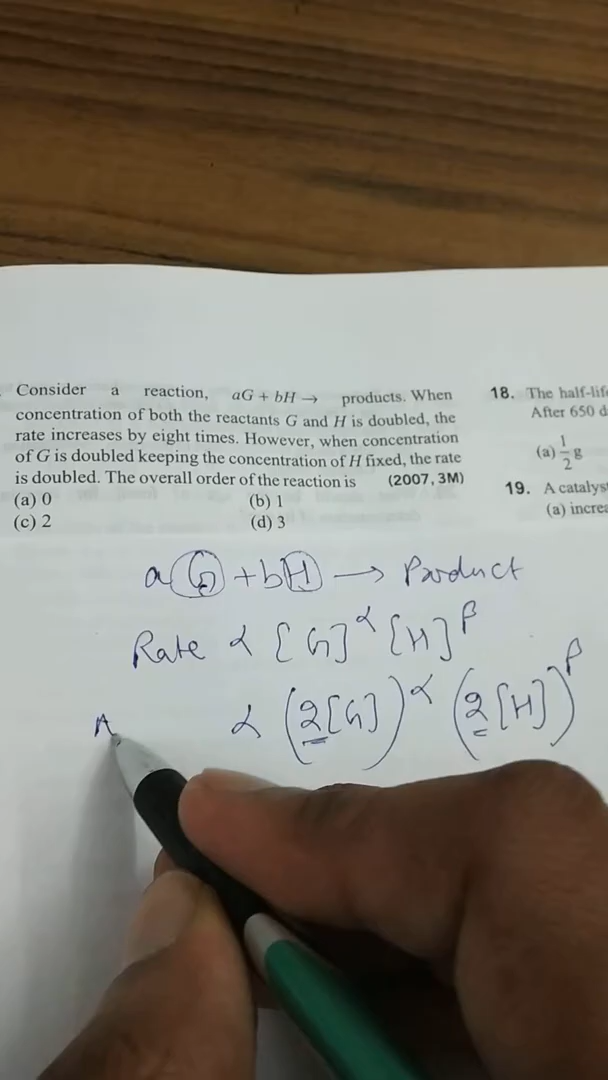 Consider a reaction, aG + bH → products. When
concentration of both the reactants G and H is doubled, the
rate increases by eight times. However, when concentration
of G is doubled keeping the concentration of H fixed, the rate
is doubled. The overall order of the reaction is (2007, 3M)
(a) 0 (b) 1
(c) 2 (d) 3
18. The half-life
After 650 d
(a) 1/2 g
19. A catalyst
(a) increa
aG + bH → Product
Rate α [G]^α [H]^β
α (2[G])^α (2[H])^β